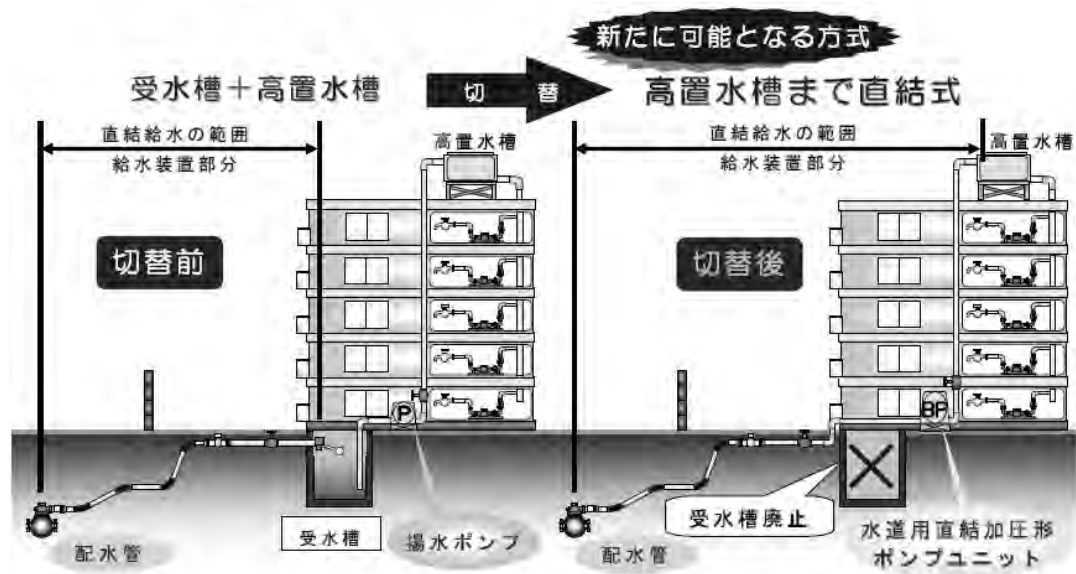 新たに可能となる方式
受水槽＋高置水槽
切替
高置水槽まで直結式
直結給水の範囲
給水装置部分
高置水槽
切替前
P
配水管
受水槽
揚水ポンプ
直結給水の範囲
給水装置部分
高置水槽
切替後
BP
配水管
受水槽廃止
水道用直結加圧形
ポンプユニット